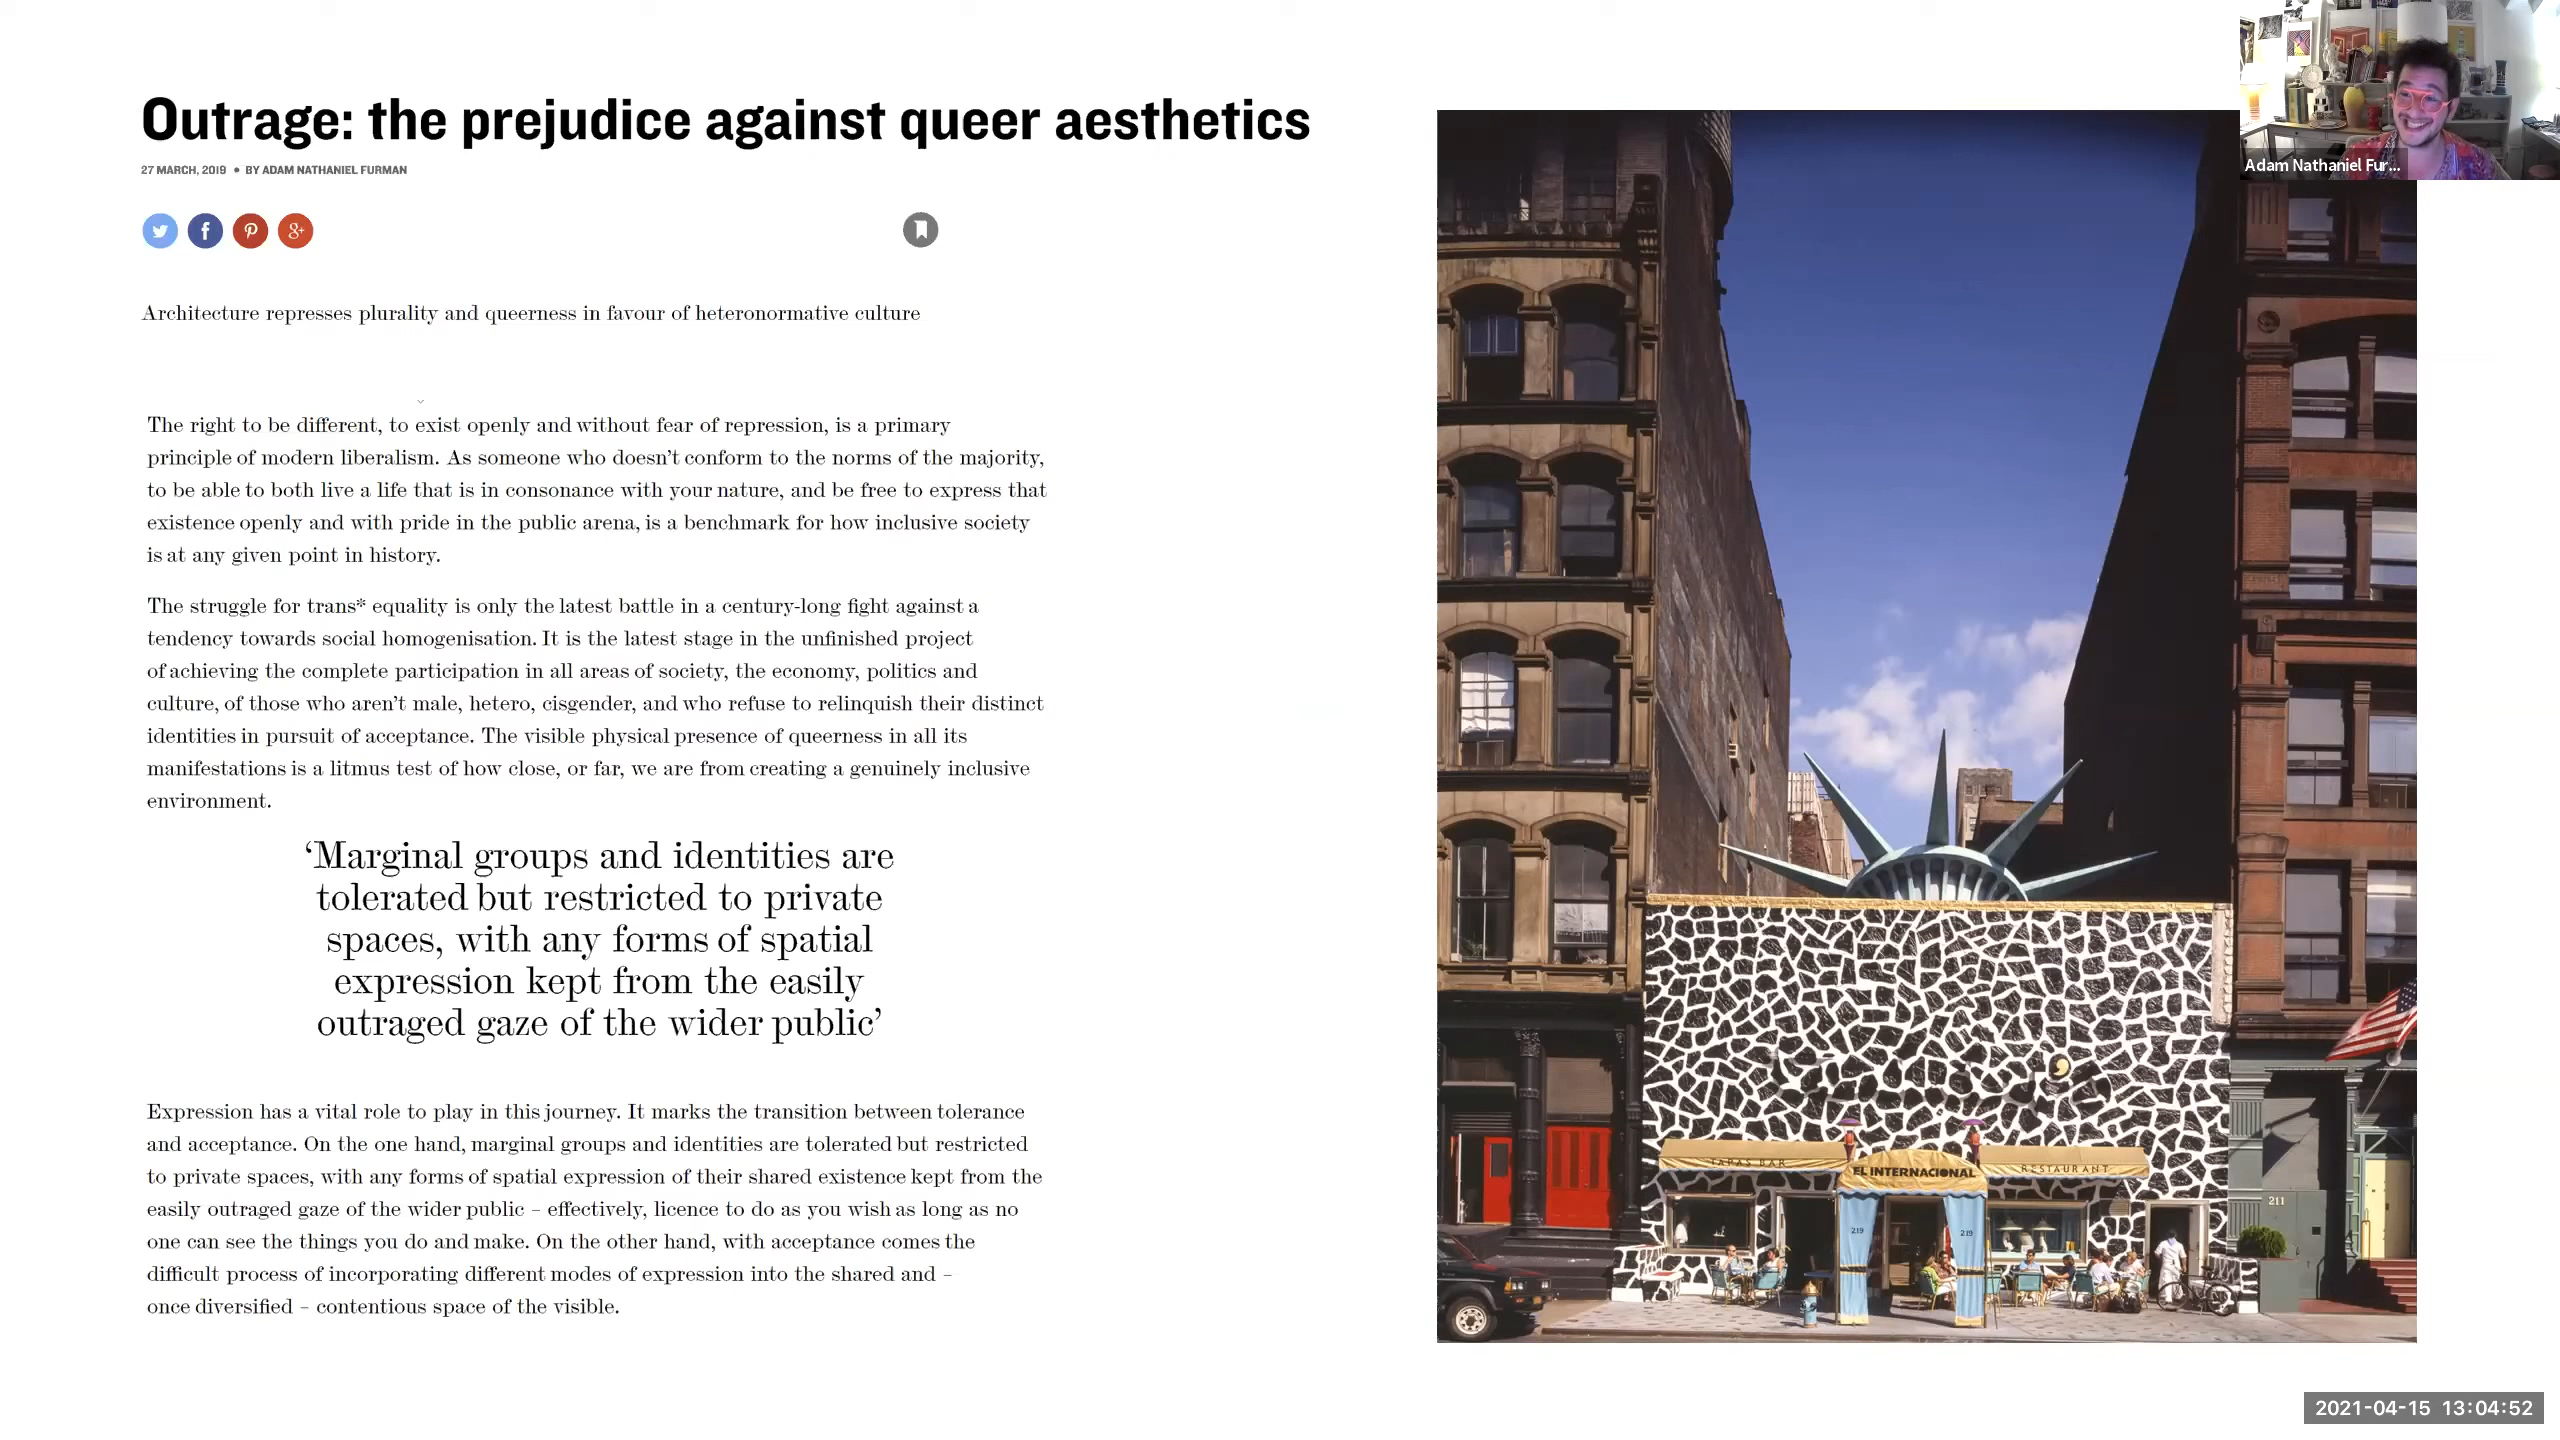 Outrage: the prejudice against queer aesthetics
27 MARCH, 2019 • BY ADAM NATHANIEL FURMAN
Architecture represses plurality and queerness in favour of heteronormative culture
The right to be different, to exist openly and without fear of repression, is a primary
principle of modern liberalism. As someone who doesn’t conform to the norms of the majority,
to be able to both live a life that is in consonance with your nature, and be free to express that
existence openly and with pride in the public arena, is a benchmark for how inclusive society
is at any given point in history.
The struggle for trans* equality is only the latest battle in a century-long fight against a
tendency towards social homogenisation. It is the latest stage in the unfinished project
of achieving the complete participation in all areas of society, the economy, politics and
culture, of those who aren’t male, hetero, cisgender, and who refuse to relinquish their distinct
identities in pursuit of acceptance. The visible physical presence of queerness in all its
manifestations is a litmus test of how close, or far, we are from creating a genuinely inclusive
environment.
‘Marginal groups and identities are
tolerated but restricted to private
spaces, with any forms of spatial
expression kept from the easily
outraged gaze of the wider public’
Expression has a vital role to play in this journey. It marks the transition between tolerance
and acceptance. On the one hand, marginal groups and identities are tolerated but restricted
to private spaces, with any forms of spatial expression of their shared existence kept from the
easily outraged gaze of the wider public – effectively, licence to do as you wish as long as no
one can see the things you do and make. On the other hand, with acceptance comes the
difficult process of incorporating different modes of expression into the shared and –
once diversified – contentious space of the visible.
Adam Nathaniel Fur...
TAPAS BAR
EL INTERNACIONAL
RESTAURANT
219
219
211
2021-04-15 13:04:52